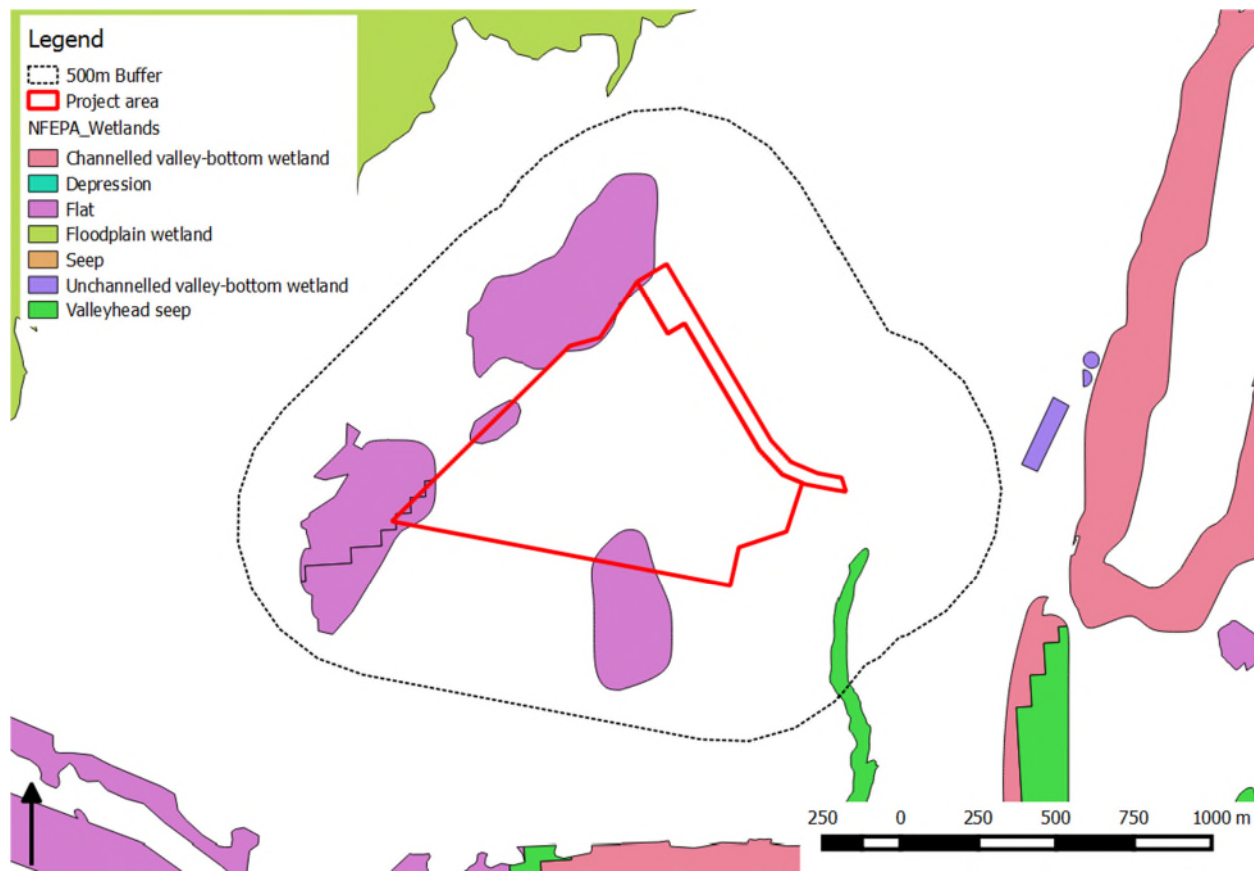 Legend
500m Buffer
Project area
NFEPA_Wetlands
Channelled valley-bottom wetland
Depression
Flat
Floodplain wetland
Seep
Unchannelled valley-bottom wetland
Valleyhead seep
250 0 250 500 750 1000 m